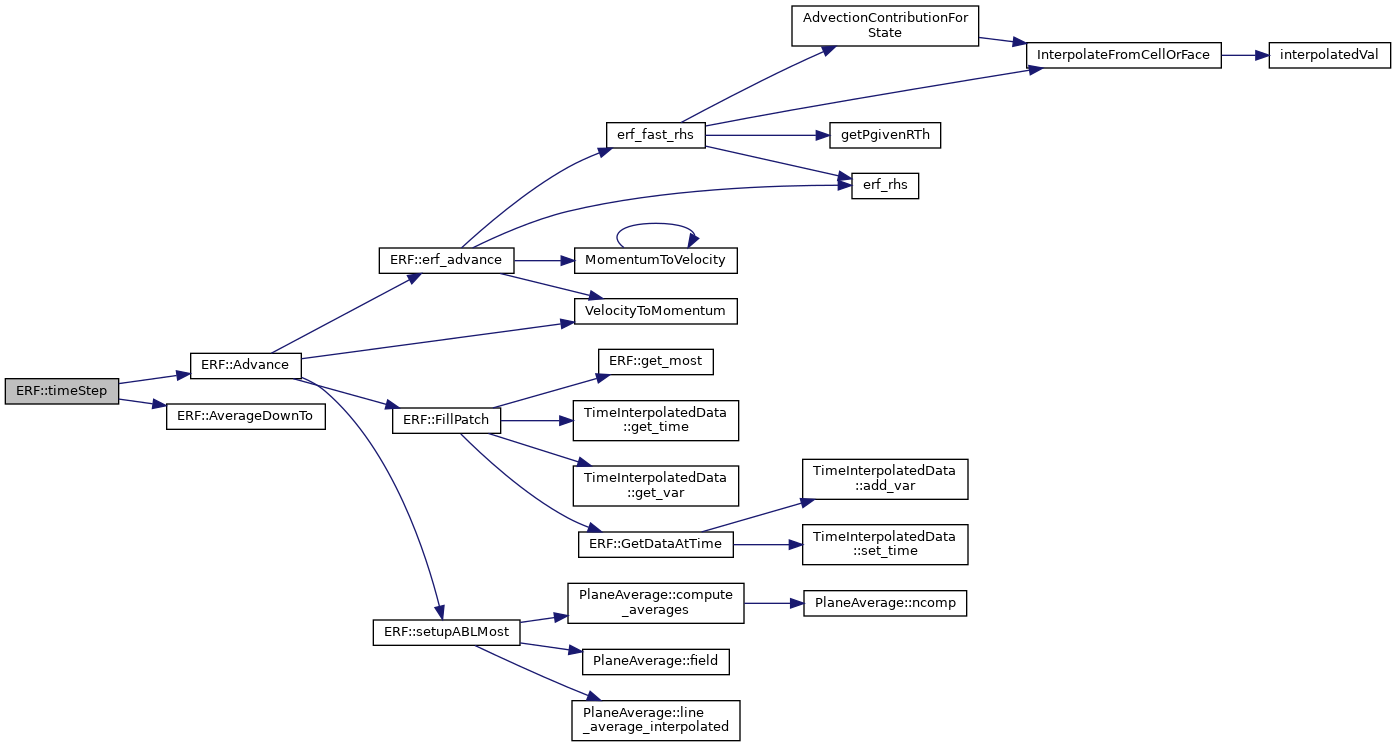 AdvectionContributionFor
State
InterpolateFromCellOrFace
interpolatedVal
erf_fast_rhs
getPgivenRTh
erf_rhs
ERF::erf_advance
MomentumToVelocity
VelocityToMomentum
ERF::Advance
ERF::timeStep
ERF::AverageDownTo
ERF::get_most
ERF::FillPatch
TimeInterpolatedData
::get_time
TimeInterpolatedData
::get_var
TimeInterpolatedData
::add_var
ERF::GetDataAtTime
TimeInterpolatedData
::set_time
PlaneAverage::compute
_averages
PlaneAverage::ncomp
ERF::setupABLMost
PlaneAverage::field
PlaneAverage::line
_average_interpolated